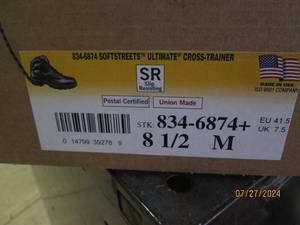 834-6874 SOFTSTREETS™ ULTIMATE™ CROSS-TRAINER
SR
Slip
Resisting
MADE IN USA
ISO 9001 COMPANY
Postal Certified
Union Made
STK: 834-6874+
EU 41.5
UK 7.5
8 1/2 M
0 14799 39278 9
07/27/2024